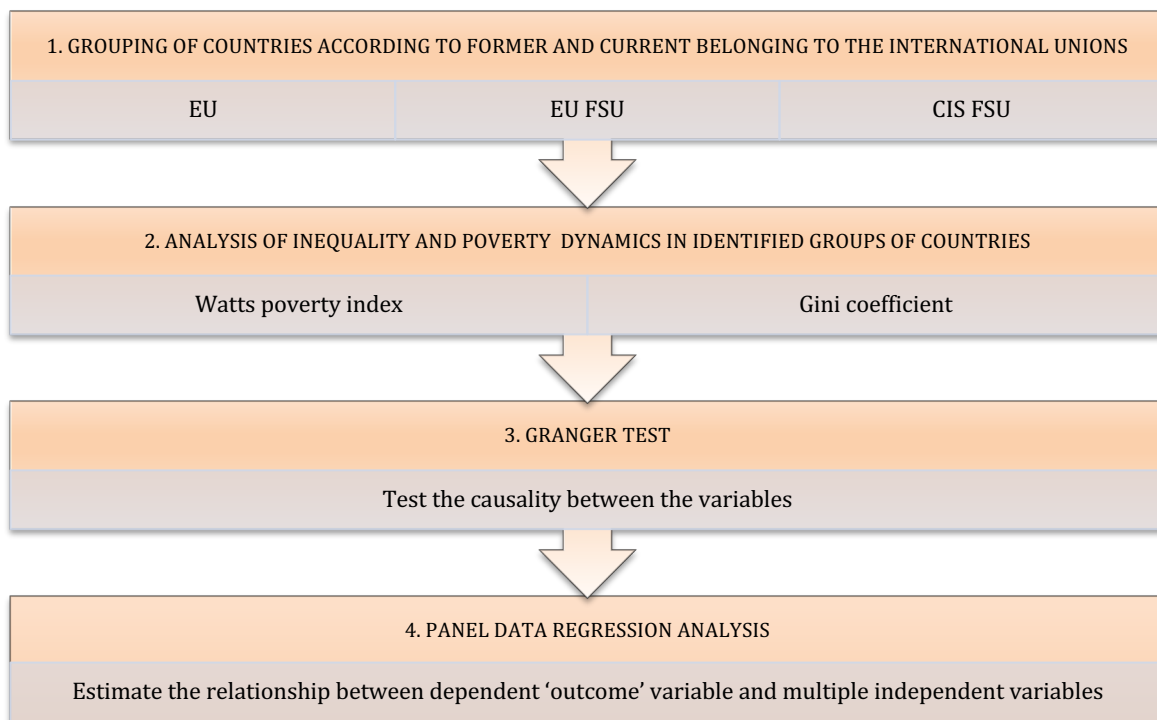 1. GROUPING OF COUNTRIES ACCORDING TO FORMER AND CURRENT BELONGING TO THE INTERNATIONAL UNIONS
EU
EU FSU
CIS FSU
2. ANALYSIS OF INEQUALITY AND POVERTY DYNAMICS IN IDENTIFIED GROUPS OF COUNTRIES
Watts poverty index
Gini coefficient
3. GRANGER TEST
Test the causality between the variables
4. PANEL DATA REGRESSION ANALYSIS
Estimate the relationship between dependent ‘outcome’ variable and multiple independent variables